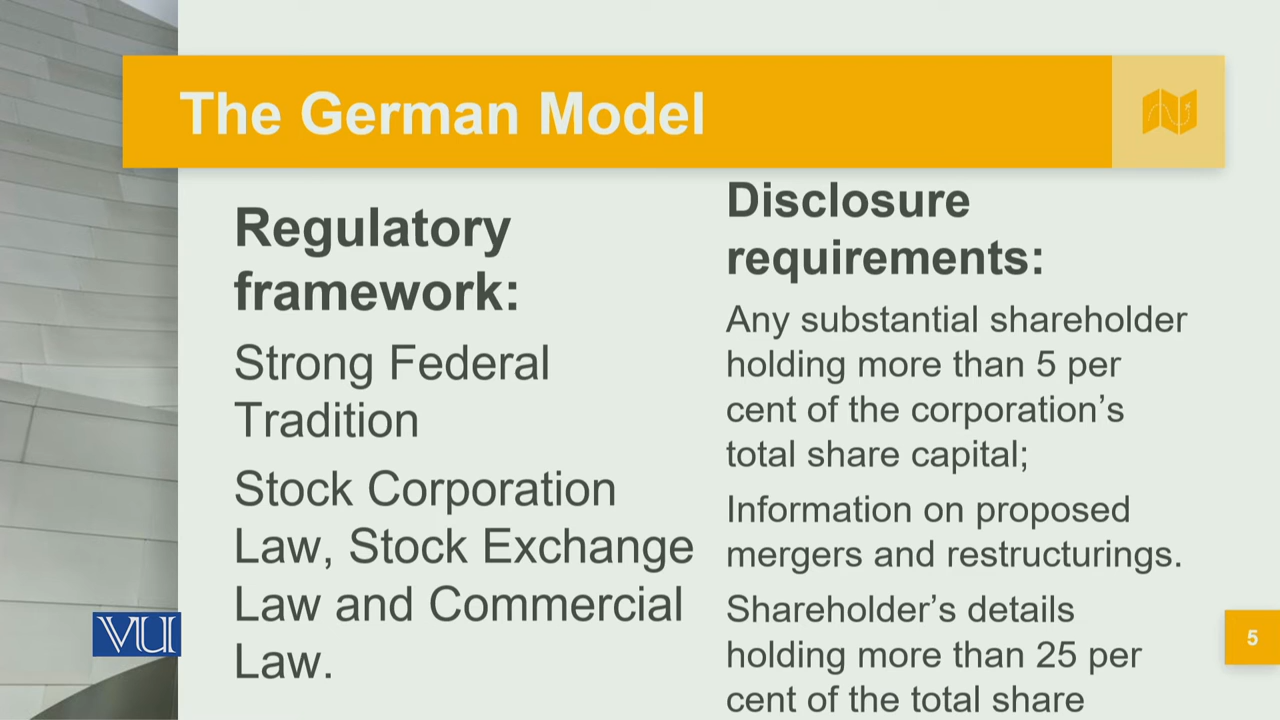 The German Model
Regulatory
framework:
Strong Federal
Tradition
Stock Corporation
Law, Stock Exchange
Law and Commercial
Law.
Disclosure
requirements:
Any substantial shareholder
holding more than 5 per
cent of the corporation’s
total share capital;
Information on proposed
mergers and restructurings.
Shareholder’s details
holding more than 25 per
cent of the total share
VU
5